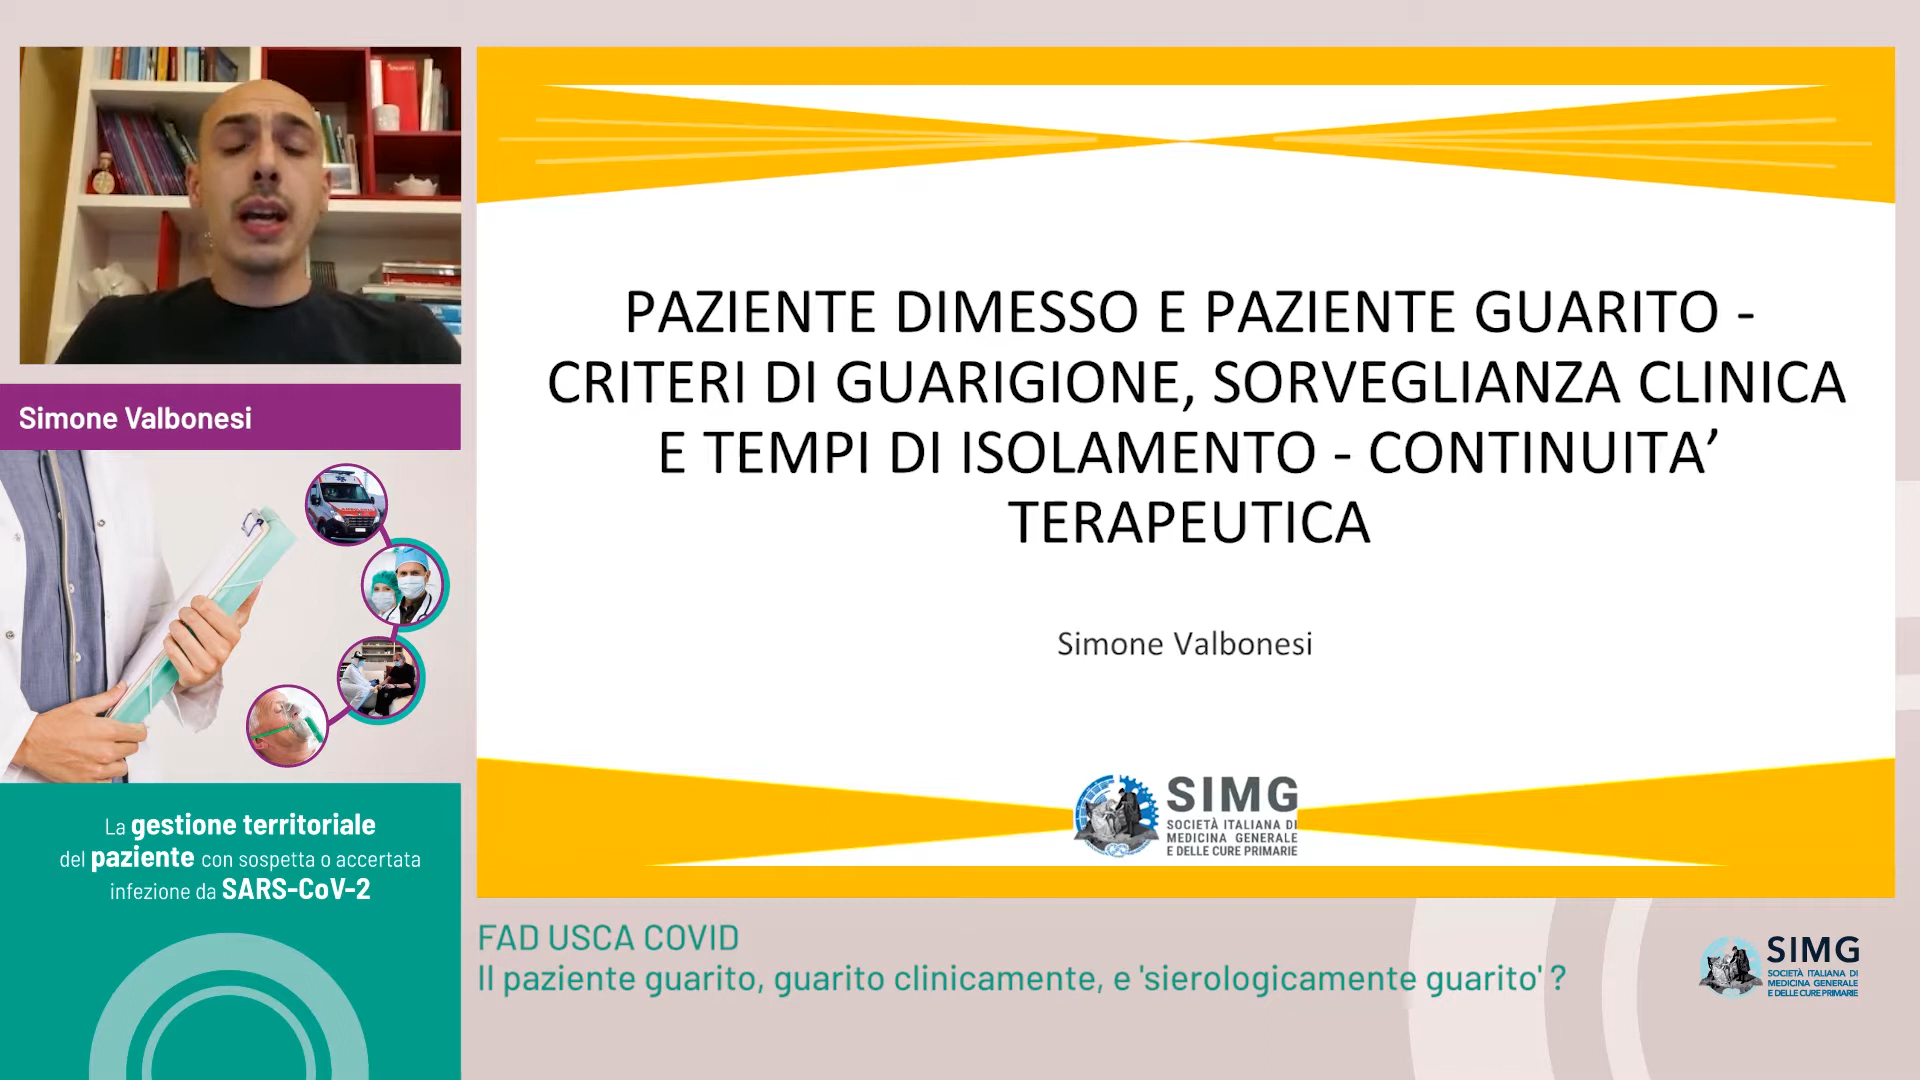 Simone Valbonesi
La gestione territoriale
del paziente con sospetta o accertata
infezione da SARS-CoV-2
PAZIENTE DIMESSO E PAZIENTE GUARITO -
CRITERI DI GUARIGIONE, SORVEGLIANZA CLINICA
E TEMPI DI ISOLAMENTO - CONTINUITA’
TERAPEUTICA
Simone Valbonesi
SIMG
SOCIETÀ ITALIANA DI
MEDICINA GENERALE
E DELLE CURE PRIMARIE
FAD USCA COVID
Il paziente guarito, guarito clinicamente, e 'sierologicamente guarito' ?
SIMG
SOCIETÀ ITALIANA DI
MEDICINA GENERALE
E DELLE CURE PRIMARIE